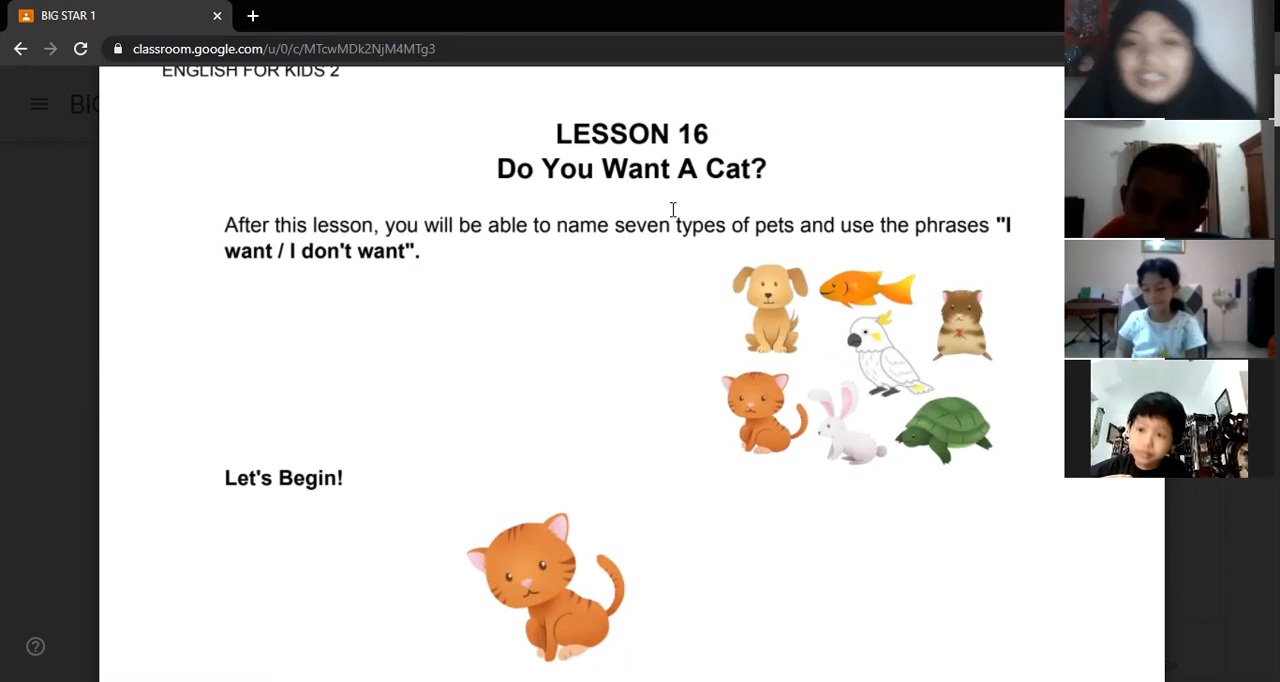 BIG STAR 1
classroom.google.com/u/0/c/MTcwMDk2NjM4MTg3
ENGLISH FOR KIDS 2
BIG
LESSON 16
Do You Want A Cat?
After this lesson, you will be able to name seven types of pets and use the phrases "I
want / I don't want".
Let's Begin!